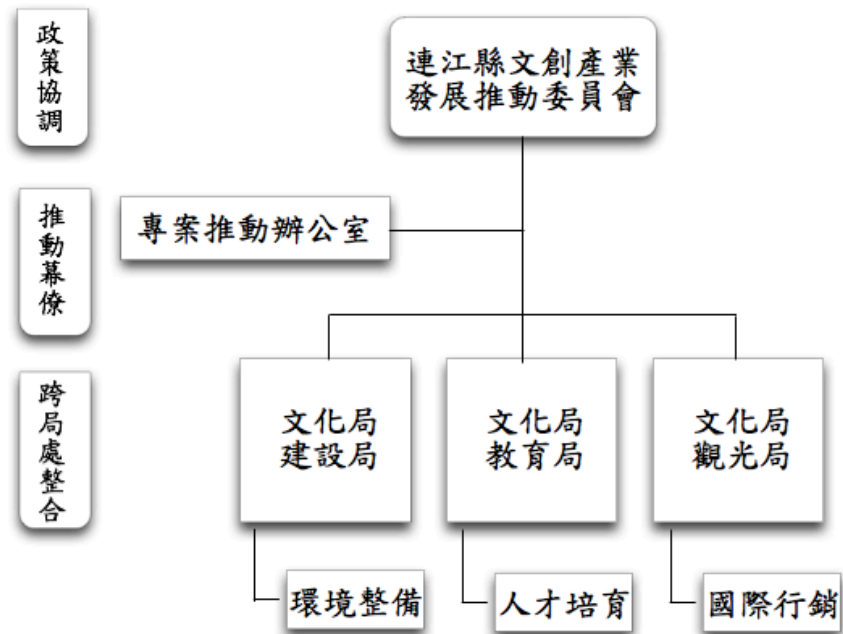 政策協調
連江縣文創產業
發展推動委員會
推動幕僚
專案推動辦公室
跨局處整合
文化局
建設局
文化局
教育局
文化局
觀光局
環境整備
人才培育
國際行銷